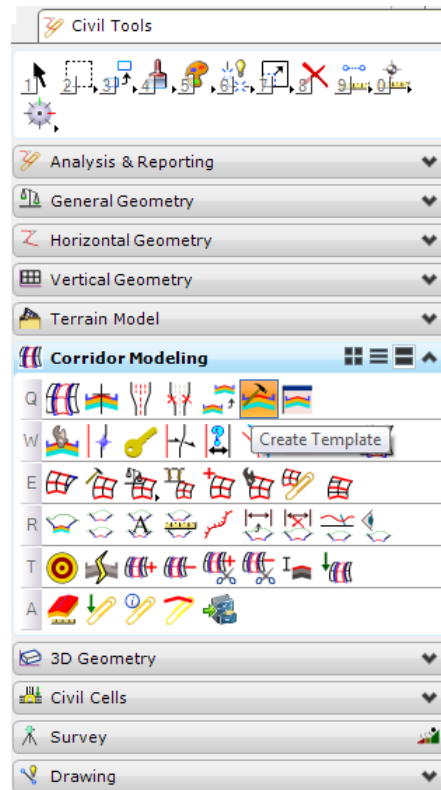 Civil Tools
1 2 3 4 5 6 7 8 9 0
Analysis & Reporting
General Geometry
Horizontal Geometry
Vertical Geometry
Terrain Model
Corridor Modeling
Q
W
Create Template
E
R A
T I
A
3D Geometry
Civil Cells
Survey
Drawing